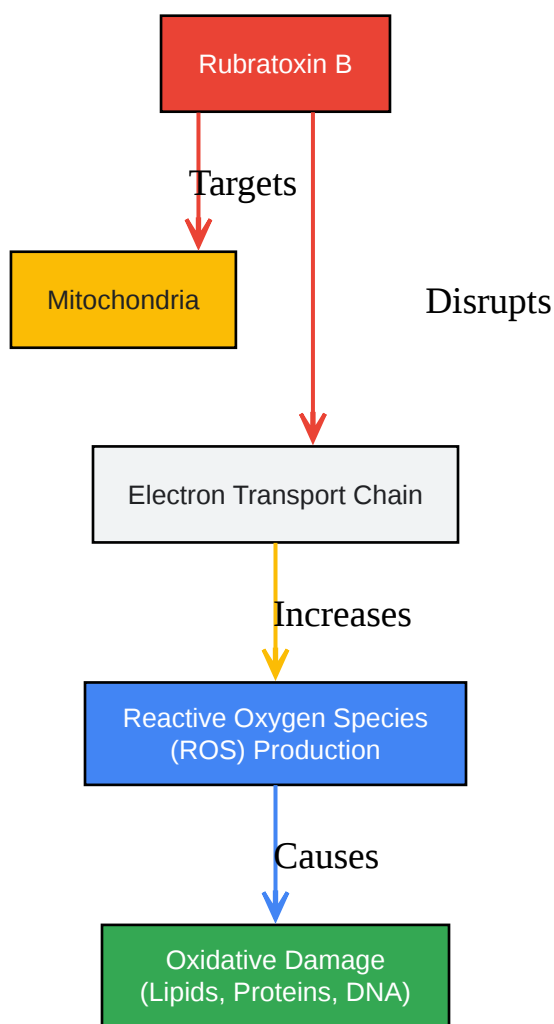 Rubratoxin B
Targets
Mitochondria
Disrupts
Electron Transport Chain
Increases
Reactive Oxygen Species
(ROS) Production
Causes
Oxidative Damage
(Lipids, Proteins, DNA)